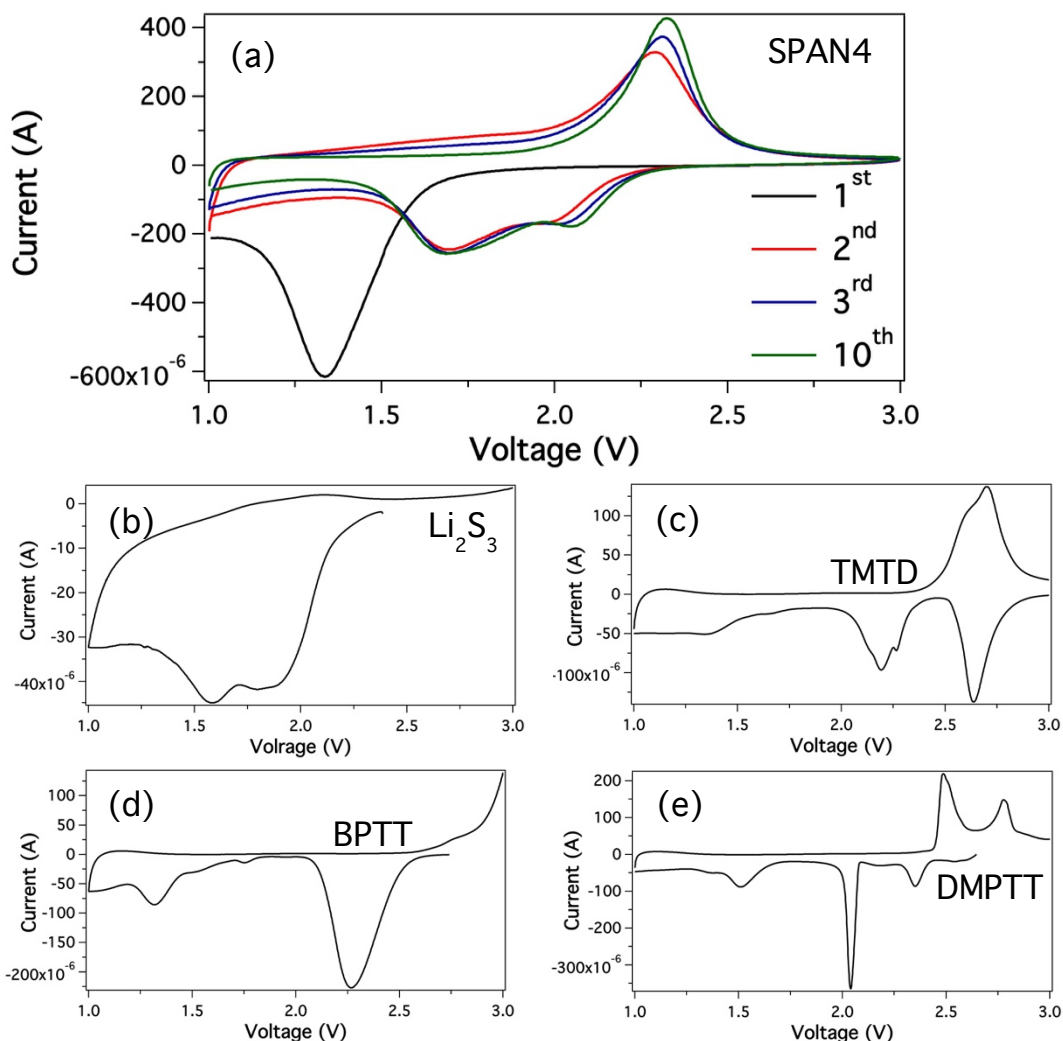 (a)
SPAN4
Current (A)
400
200
0
-200
-400
-600x10⁻⁶
1st
2nd
3rd
10th
1.0
1.5
2.0
2.5
3.0
Voltage (V)
(b)
Li₂S₃
Current (A)
0
-10
-20
-30
-40x10⁻⁶
1.0
1.5
2.0
2.5
3.0
Volrage (V)
(c)
TMTD
Current (A)
100
50
0
-50
-100x10⁻⁶
1.0
1.5
2.0
2.5
3.0
Voltage (V)
(d)
BPTT
Current (A)
100
50
0
-50
-100
-150
-200x10⁻⁶
1.0
1.5
2.0
2.5
3.0
Voltage (V)
(e)
DMPTT
Current (A)
200
100
0
-100
-200
-300x10⁻⁶
1.0
1.5
2.0
2.5
3.0
Voltage (V)